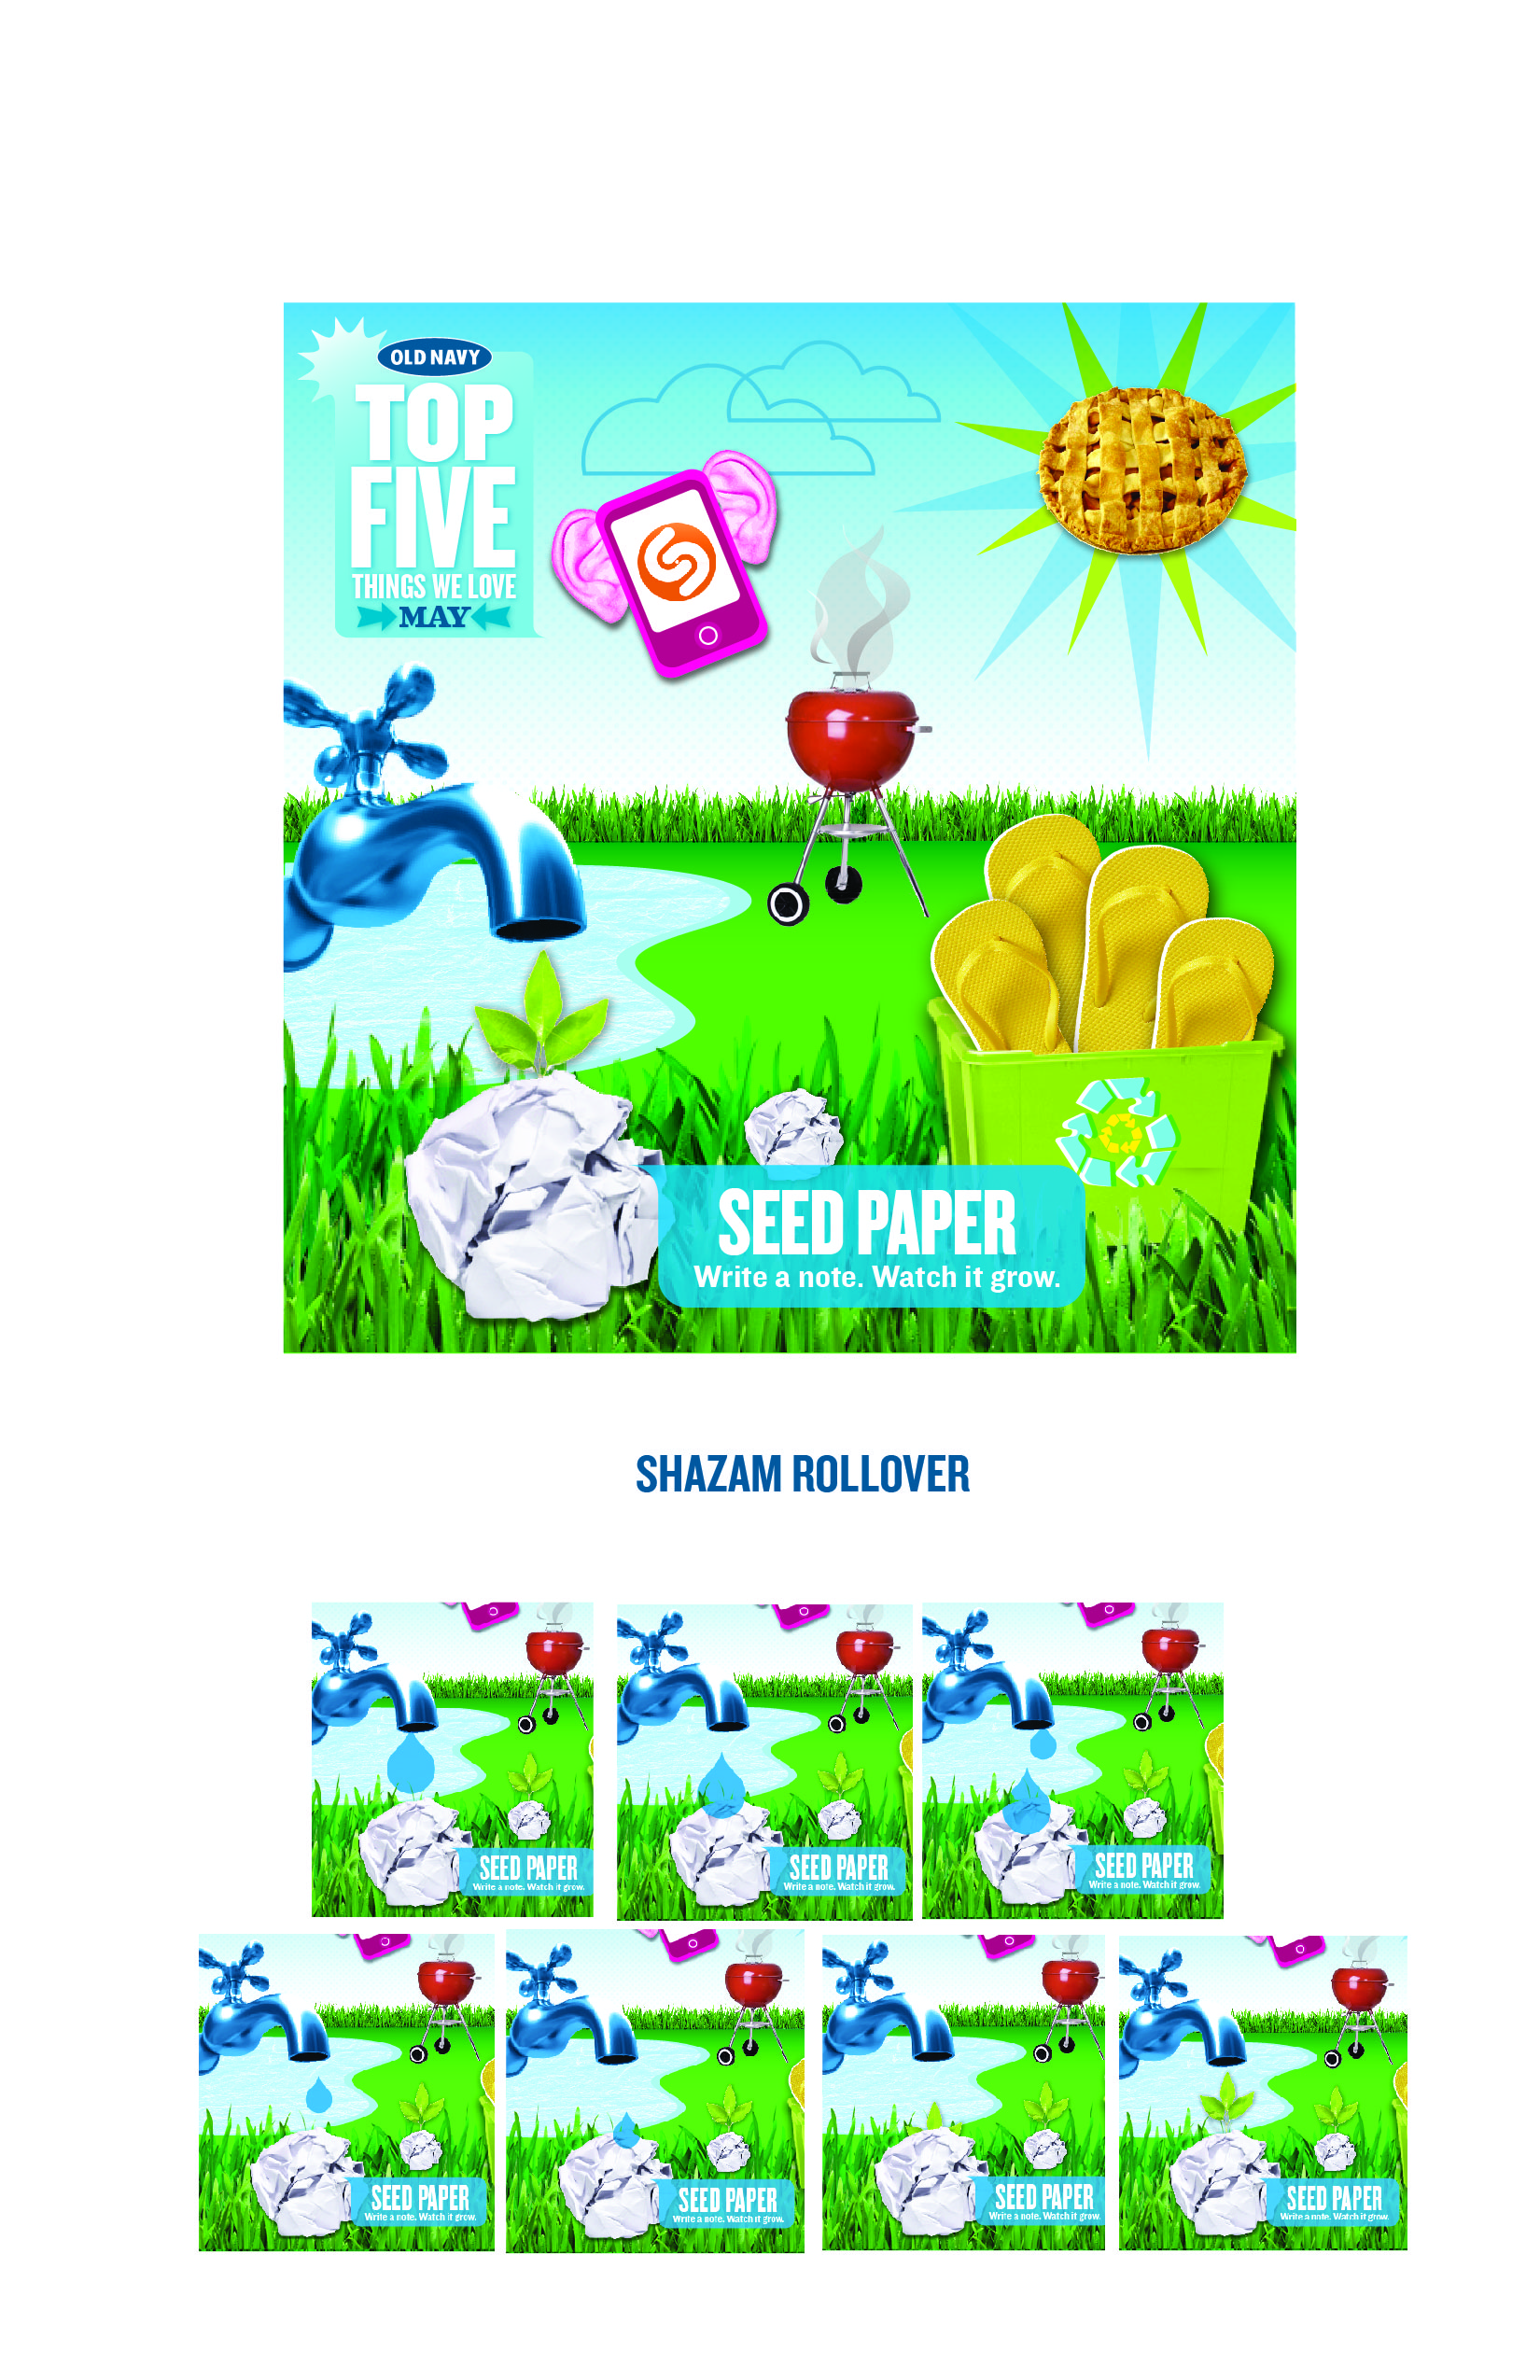 OLD NAVY
TOP
FIVE
THINGS WE LOVE
MAY
SEED PAPER
Write a note. Watch it grow.
SHAZAM ROLLOVER
SEED PAPER
Write a note. Watch it grow.
SEED PAPER
Write a note. Watch it grow.
SEED PAPER
Write a note. Watch it grow.
SEED PAPER
Write a note. Watch it grow.
SEED PAPER
Write a note. Watch it grow.
SEED PAPER
Write a note. Watch it grow.
SEED PAPER
Write a note. Watch it grow.